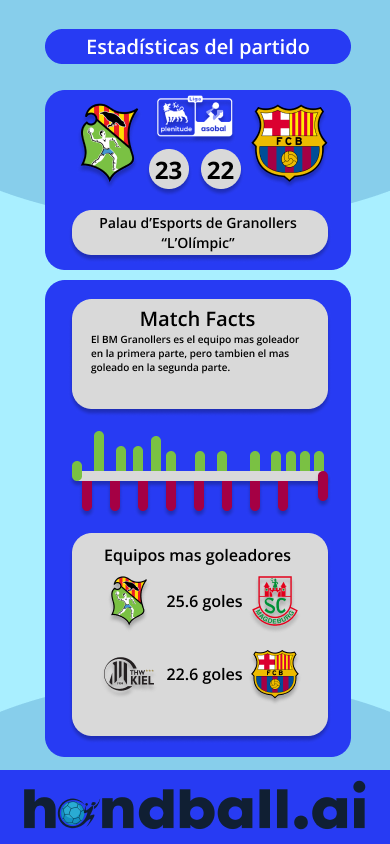 Estadísticas del partido
Liga
plenitude asobal
FCB
23 22
Palau d’Esports de Granollers
“L’Olímpic”
Match Facts
El BM Granollers es el equipo mas goleador
en la primera parte, pero tambien el mas
goleado en la segunda parte.
Equipos mas goleadores
25.6 goles
SC
MAGDEBURG
THW
KIEL
22.6 goles
FCB
handball.ai